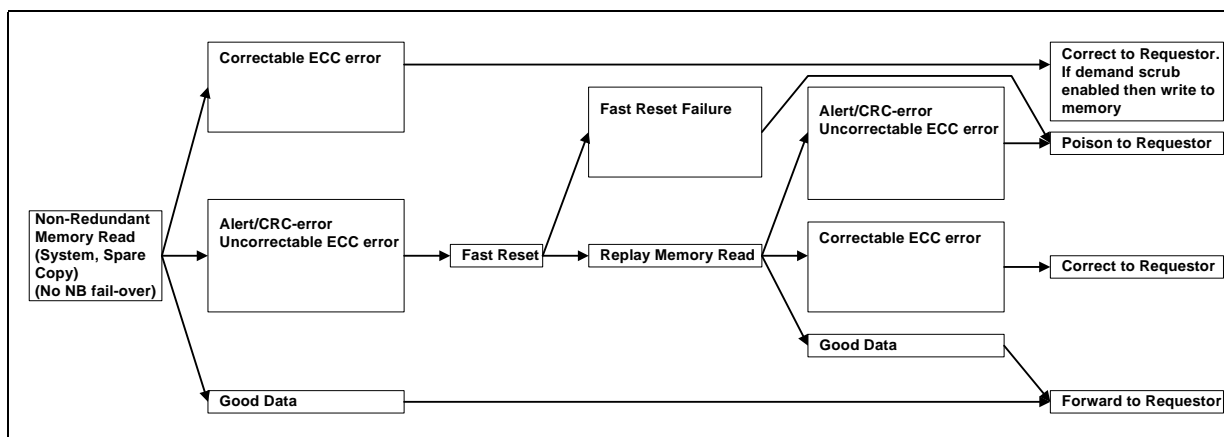 Correctable ECC error
Correct to Requestor.
If demand scrub
enabled then write to
memory
Fast Reset Failure
Alert/CRC-error
Uncorrectable ECC error
Poison to Requestor
Non-Redundant
Memory Read
(System, Spare
Copy)
(No NB fail-over)
Alert/CRC-error
Uncorrectable ECC error
Fast Reset
Replay Memory Read
Correctable ECC error
Correct to Requestor
Good Data
Good Data
Forward to Requestor